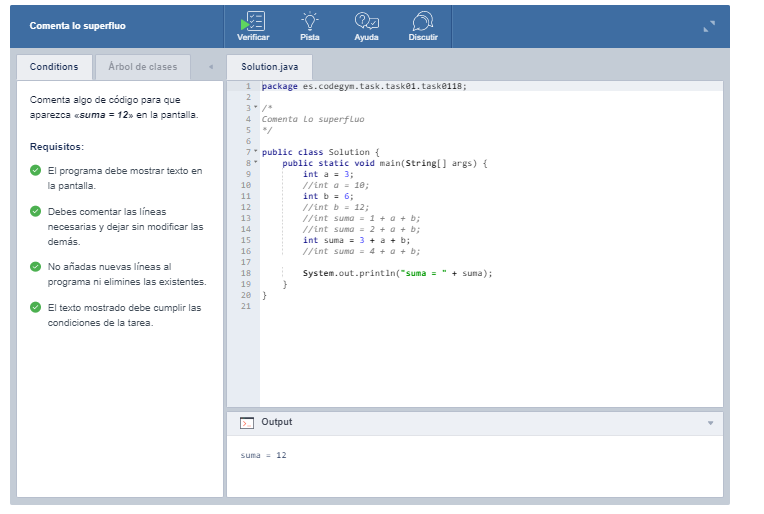 Comenta lo superfluo
Verificar
Pista
Ayuda
Discutir
Conditions
Árbol de clases
Comenta algo de código para que
aparezca «suma = 12» en la pantalla.
Requisitos:
El programa debe mostrar texto en
la pantalla.
Debes comentar las líneas
necesarias y dejar sin modificar las
demás.
No añadas nuevas líneas al
programa ni elimines las existentes.
El texto mostrado debe cumplir las
condiciones de la tarea.
Solution.java
1 package es.codegym.task.task01.task0118;
2
3 /*
4 Comenta lo superfluo
5 */
6
7 public class Solution {
8 public static void main(String[] args) {
9 int a = 3;
10 //int a = 10;
11 int b = 6;
12 //int b = 12;
13 //int suma = 1 + a + b;
14 //int suma = 2 + a + b;
15 int suma = 3 + a + b;
16 //int suma = 4 + a + b;
17
18 System.out.println("suma = " + suma);
19 }
20 }
21
Output
suma = 12